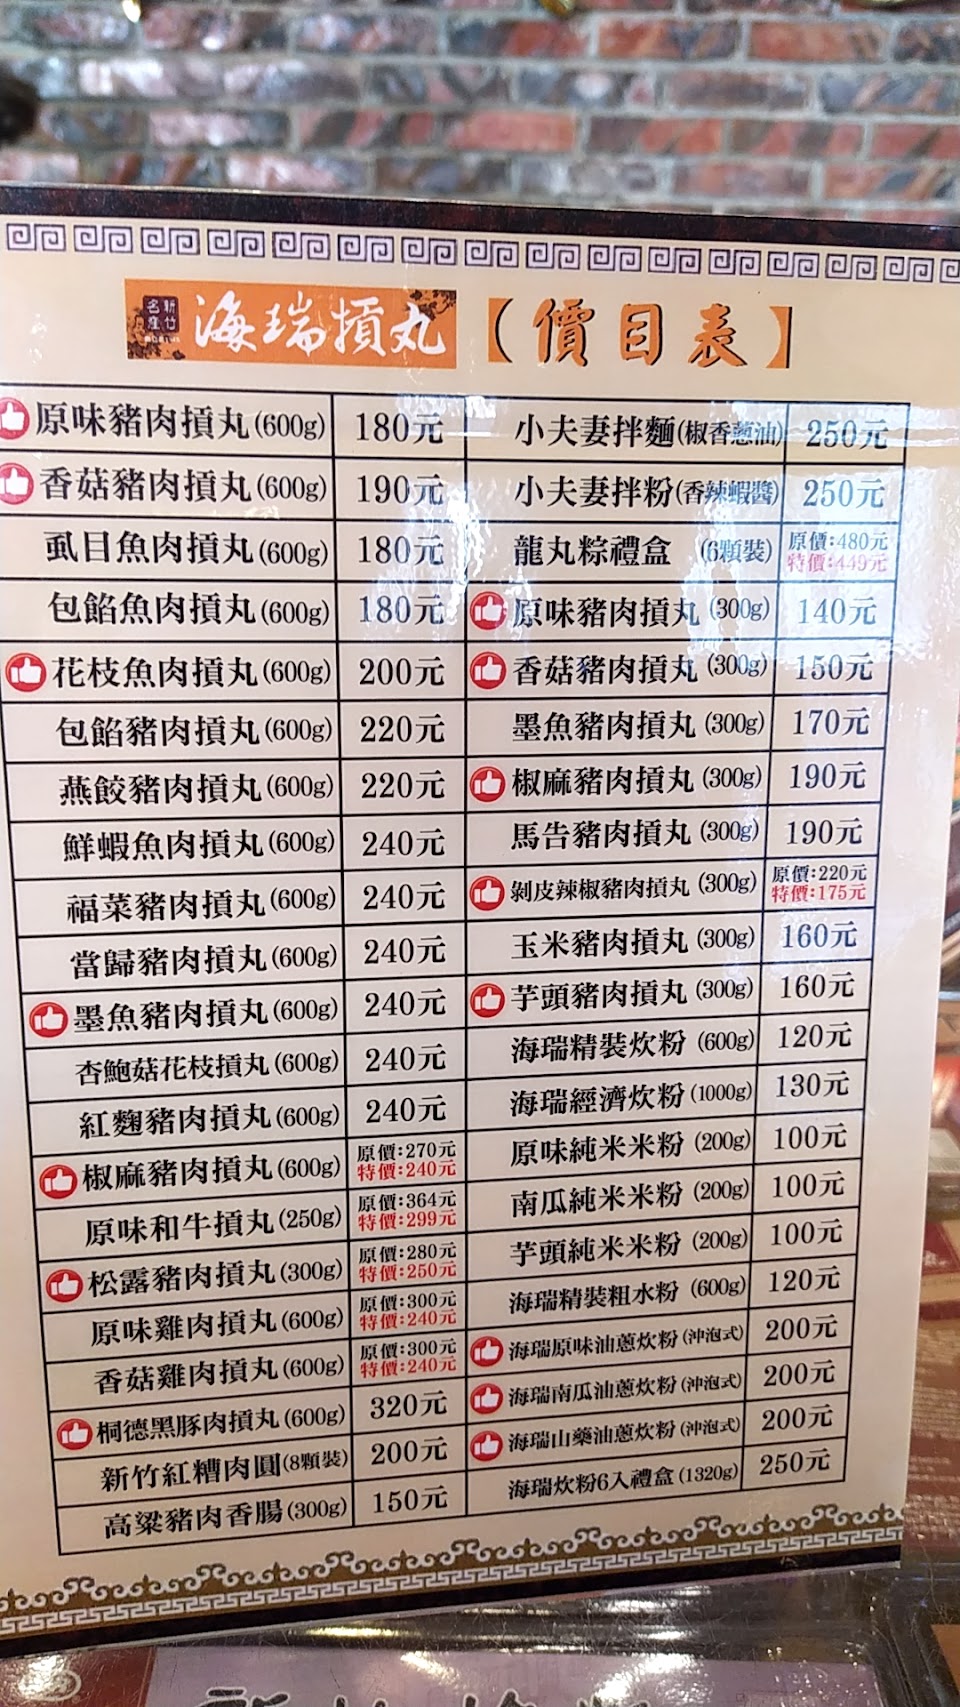 新竹名產 海瑞摃丸【價目表】
原味豬肉摃丸(600g) 180元
香菇豬肉摃丸(600g) 190元
虱目魚肉摃丸(600g) 180元
包餡魚肉摃丸(600g) 180元
花枝魚肉摃丸(600g) 200元
包餡豬肉摃丸(600g) 220元
燕餃豬肉摃丸(600g) 220元
鮮蝦魚肉摃丸(600g) 240元
福菜豬肉摃丸(600g) 240元
當歸豬肉摃丸(600g) 240元
墨魚豬肉摃丸(600g) 240元
杏鮑菇花枝摃丸(600g) 240元
紅麴豬肉摃丸(600g) 240元
椒麻豬肉摃丸(600g) 原價:270元 特價:240元
原味和牛摃丸(250g) 原價:364元 特價:299元
松露豬肉摃丸(300g) 原價:280元 特價:250元
原味雞肉摃丸(600g) 原價:300元 特價:240元
香菇雞肉摃丸(600g) 原價:300元 特價:240元
桐德黑豚肉摃丸(600g) 320元
新竹紅糟肉圓(8顆裝) 200元
高粱豬肉香腸(300g) 150元
小夫妻拌麵(椒香蔥油) 250元
小夫妻拌粉(香辣蝦醬) 250元
龍丸粽禮盒 (6顆裝) 原價:480元 特價:449元
原味豬肉摃丸(300g) 140元
香菇豬肉摃丸(300g) 150元
墨魚豬肉摃丸(300g) 170元
椒麻豬肉摃丸(300g) 190元
馬告豬肉摃丸(300g) 190元
剝皮辣椒豬肉摃丸(300g) 原價:220元 特價:175元
玉米豬肉摃丸(300g) 160元
芋頭豬肉摃丸(300g) 160元
海瑞精裝炊粉(600g) 120元
海瑞經濟炊粉(1000g) 130元
原味純米米粉(200g) 100元
南瓜純米米粉(200g) 100元
芋頭純米米粉(200g) 100元
海瑞精裝粗水粉(600g) 120元
海瑞原味油蔥炊粉(沖泡式) 200元
海瑞南瓜油蔥炊粉(沖泡式) 200元
海瑞山藥油蔥炊粉(沖泡式) 200元
海瑞炊粉6入禮盒(1320g) 250元